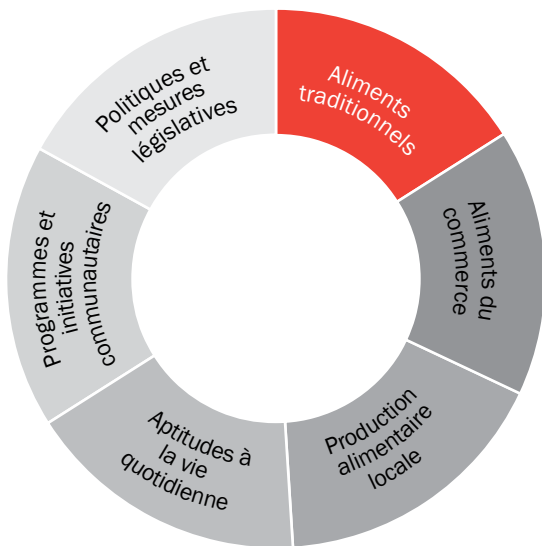 Aliments
traditionnels
Aliments du
commerce
Production
alimentaire
locale
Aptitudes à
la vie
quotidienne
Programmes et
initiatives
communautaires
Politiques et
mesures
législatives